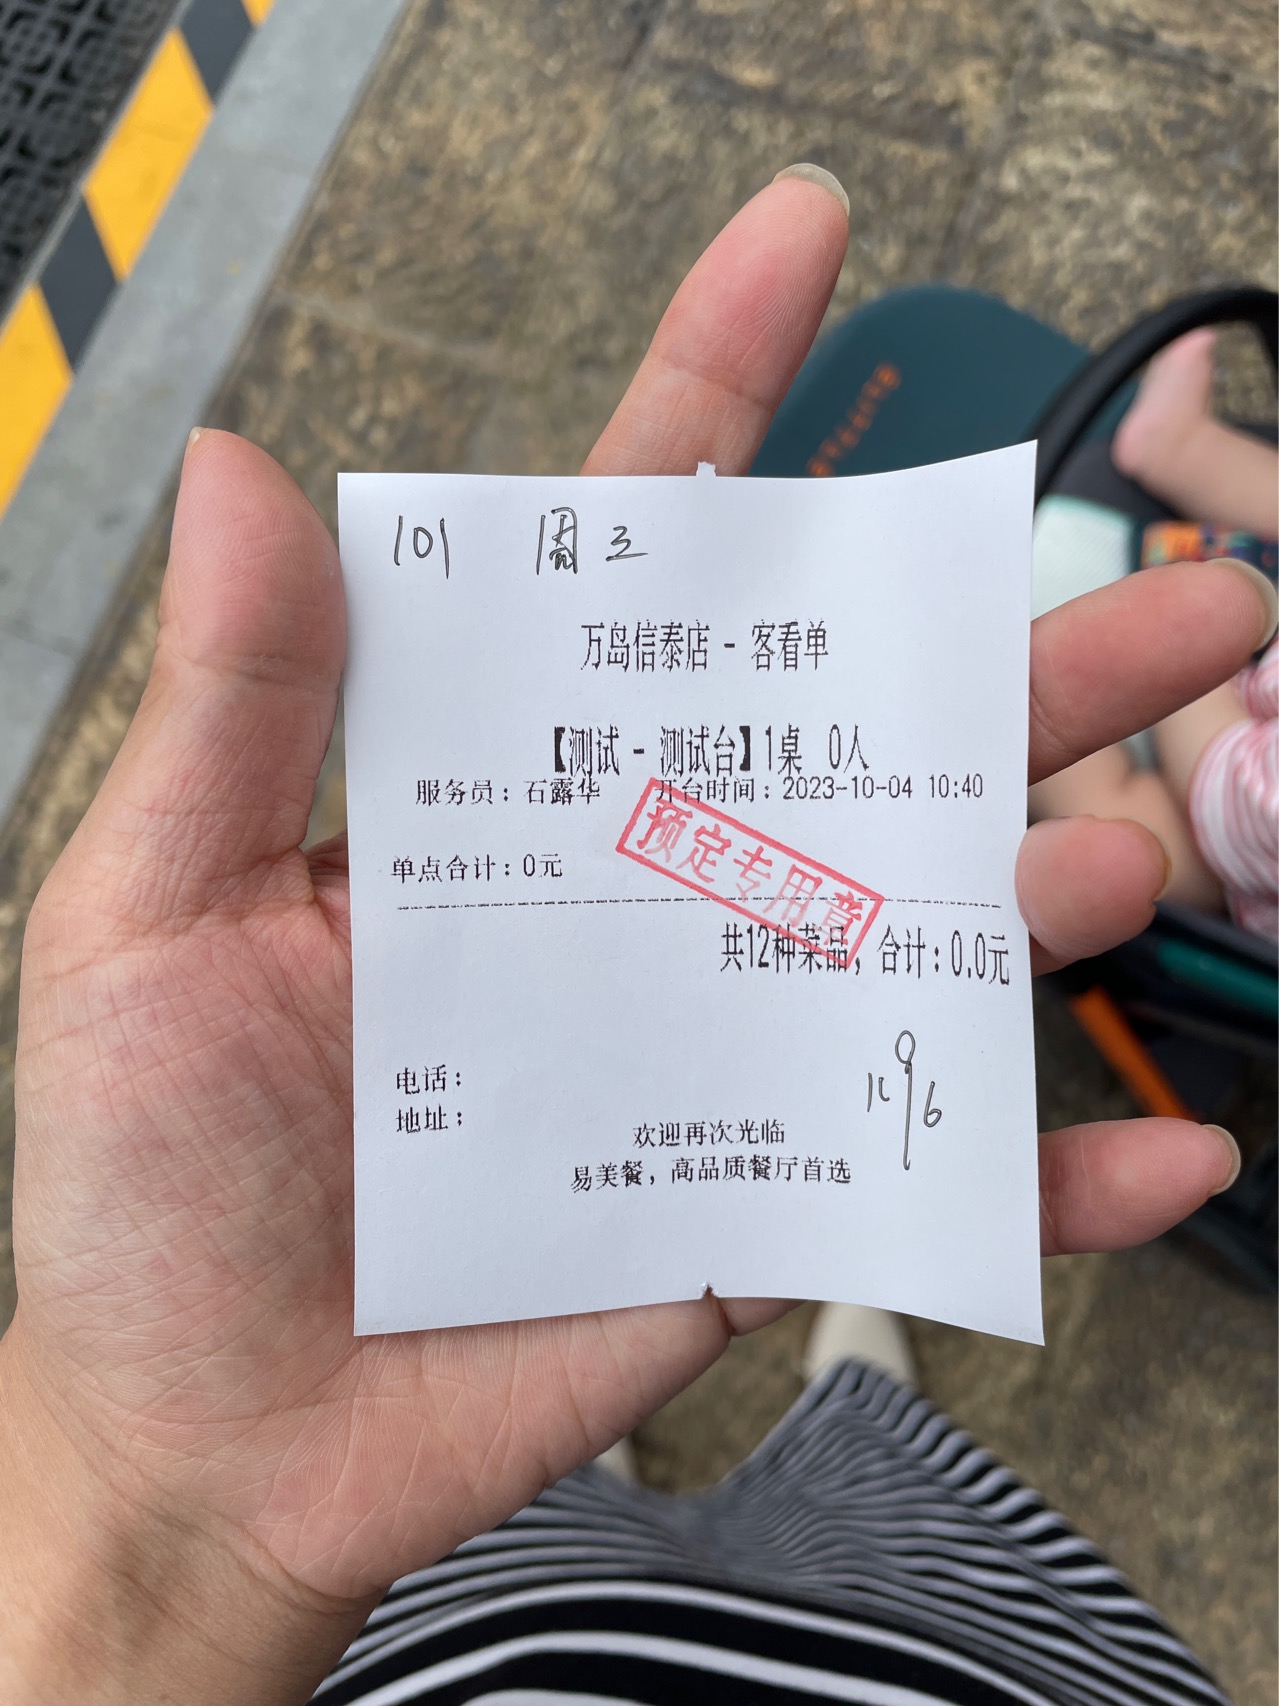 101 周三
万岛信泰店 - 客看单
【测试 - 测试台】1桌 0人
服务员：石露华 开台时间：2023-10-04 10:40
预定专用章
单点合计：0元
共12种菜品，合计：0.0元
电话：
地址：
欢迎再次光临
易美餐，高品质餐厅首选